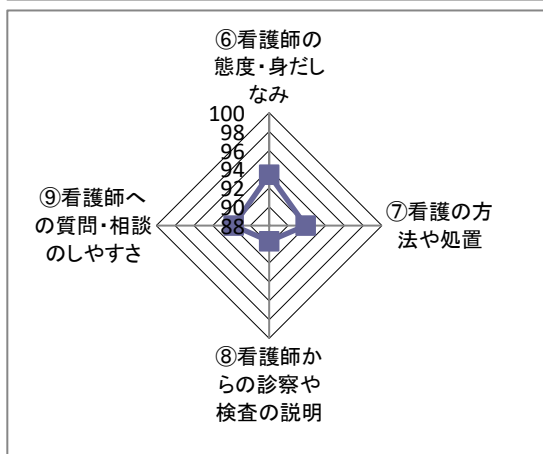 ⑥看護師の
態度・身だし
なみ
100
98
96
94
92
90
88
⑨看護師へ
の質問・相談
のしやすさ
⑦看護の方
法や処置
⑧看護師か
らの診察や
検査の説明